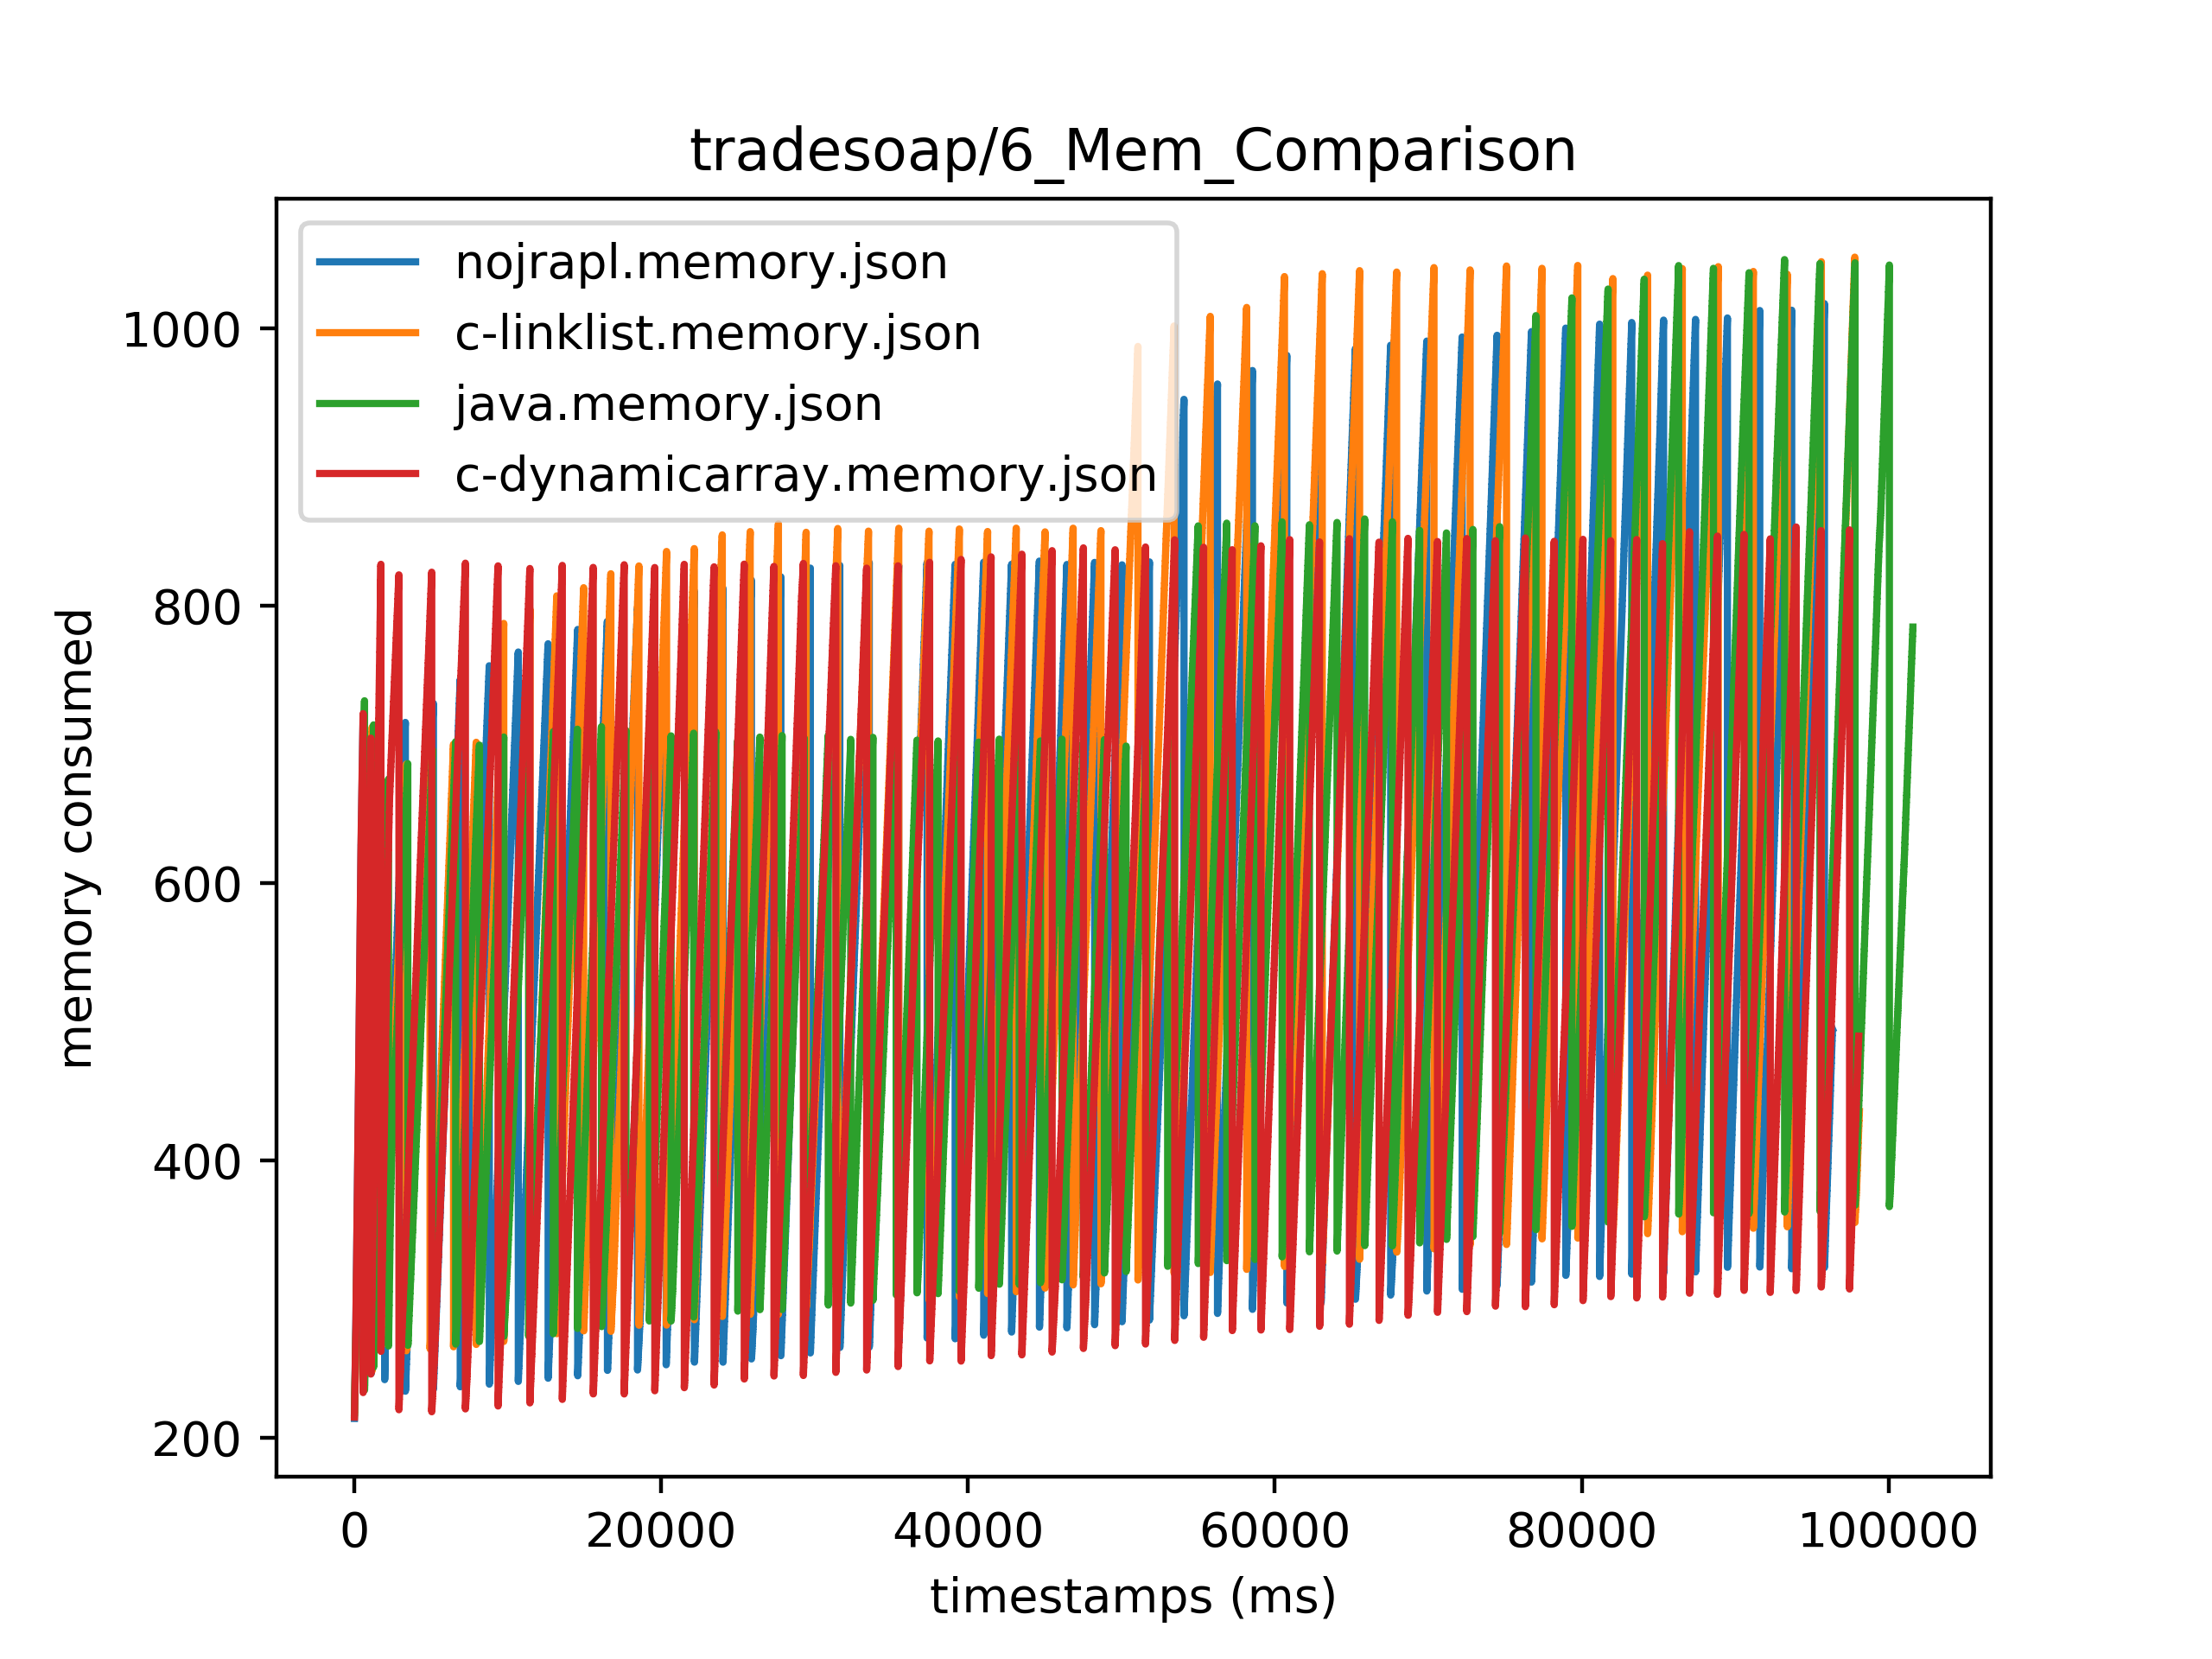 tradesoap/6_Mem_Comparison
nojrapl.memory.json
c-linklist.memory.json
java.memory.json
c-dynamicarray.memory.json
memory consumed
1000
800
600
400
200
0 20000 40000 60000 80000 100000
timestamps (ms)